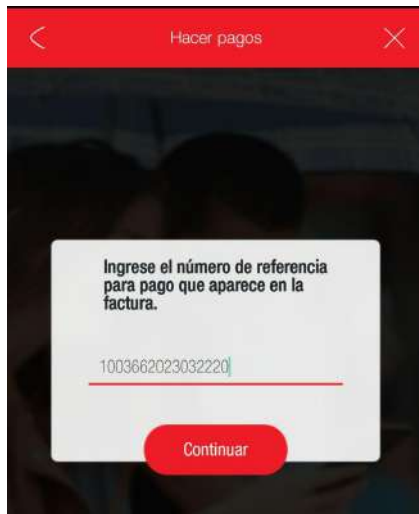 Hacer pagos
Ingrese el número de referencia
para pago que aparece en la
factura.
1003662023032220
Continuar